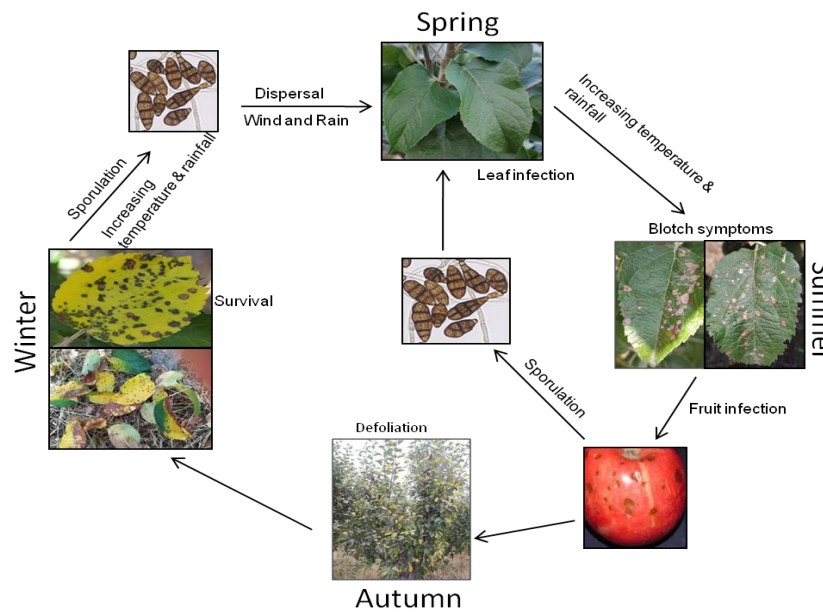 Spring
Dispersal
Wind and Rain
Increasing temperature &
rainfall
Leaf infection
Sporulation
Increasing
temperature & rainfall
Blotch symptoms
Summer
Winter
Survival
Sporulation
Fruit infection
Defoliation
Autumn